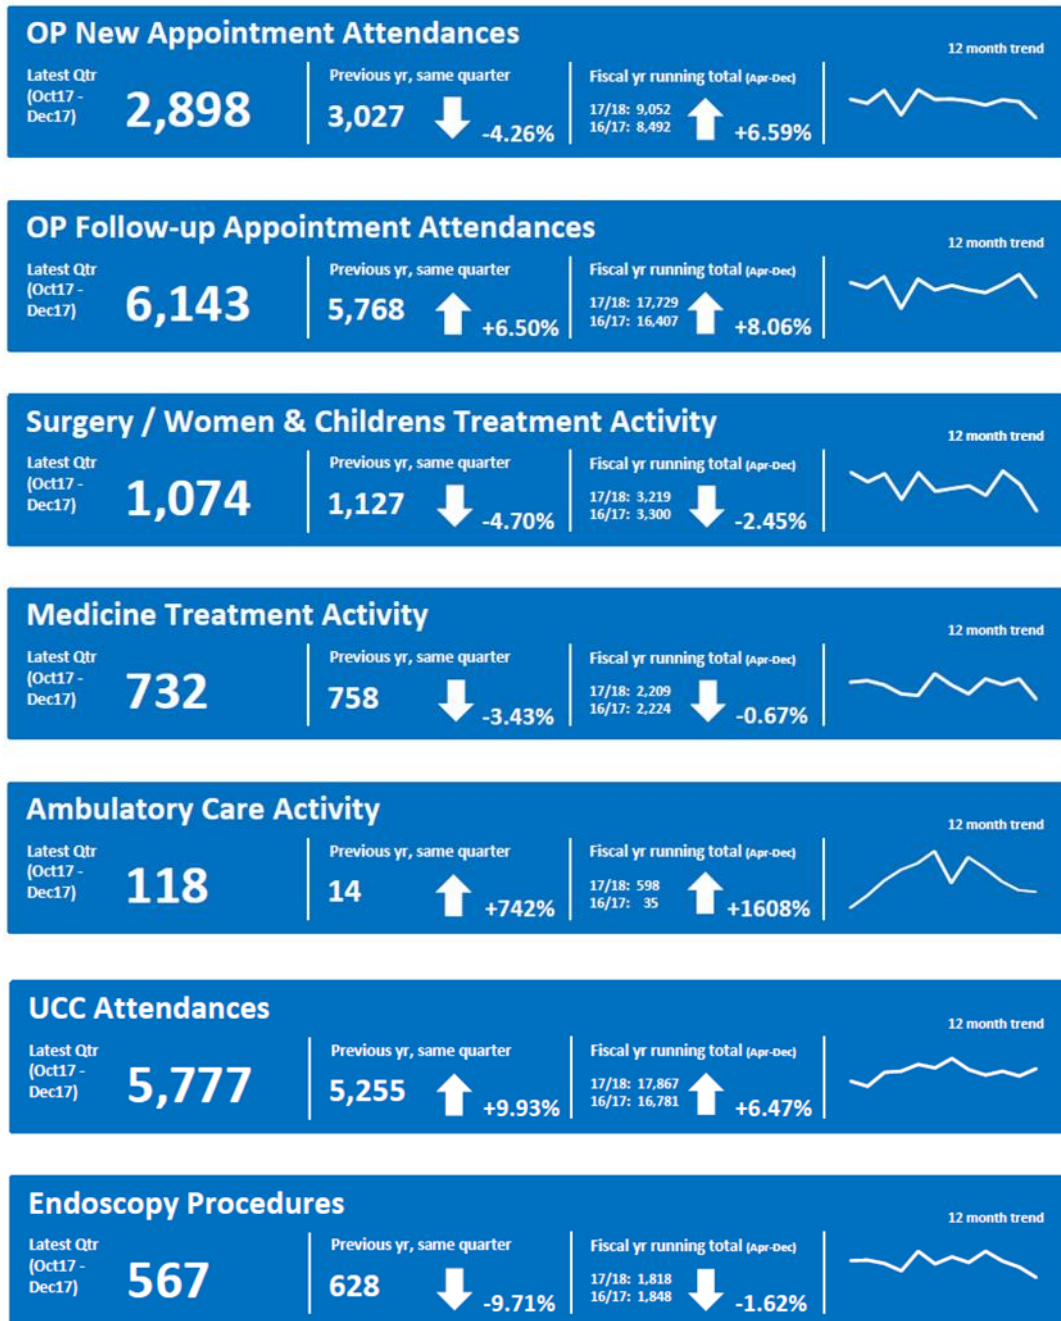 OP New Appointment Attendances
12 month trend
Latest Qtr
(Oct17 -
Dec17)
2,898
Previous yr, same quarter
3,027
-4.26%
Fiscal yr running total (Apr-Dec)
17/18: 9,052
16/17: 8,492
+6.59%
OP Follow-up Appointment Attendances
12 month trend
Latest Qtr
(Oct17 -
Dec17)
6,143
Previous yr, same quarter
5,768
+6.50%
Fiscal yr running total (Apr-Dec)
17/18: 17,729
16/17: 16,407
+8.06%
Surgery / Women & Childrens Treatment Activity
12 month trend
Latest Qtr
(Oct17 -
Dec17)
1,074
Previous yr, same quarter
1,127
-4.70%
Fiscal yr running total (Apr-Dec)
17/18: 3,219
16/17: 3,300
-2.45%
Medicine Treatment Activity
12 month trend
Latest Qtr
(Oct17 -
Dec17)
732
Previous yr, same quarter
758
-3.43%
Fiscal yr running total (Apr-Dec)
17/18: 2,209
16/17: 2,224
-0.67%
Ambulatory Care Activity
12 month trend
Latest Qtr
(Oct17 -
Dec17)
118
Previous yr, same quarter
14
+742%
Fiscal yr running total (Apr-Dec)
17/18: 598
16/17: 35
+1608%
UCC Attendances
12 month trend
Latest Qtr
(Oct17 -
Dec17)
5,777
Previous yr, same quarter
5,255
+9.93%
Fiscal yr running total (Apr-Dec)
17/18: 17,867
16/17: 16,781
+6.47%
Endoscopy Procedures
12 month trend
Latest Qtr
(Oct17 -
Dec17)
567
Previous yr, same quarter
628
-9.71%
Fiscal yr running total (Apr-Dec)
17/18: 1,818
16/17: 1,848
-1.62%